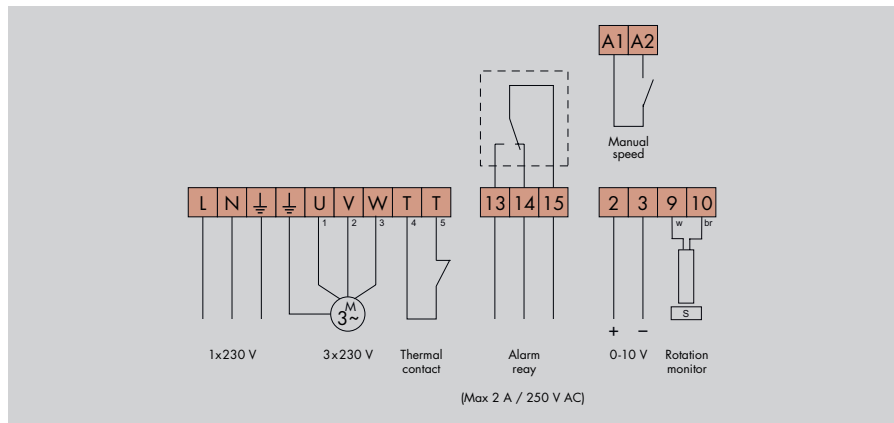 A1 A2
Manual
speed
L N U V W T T
1 2 3 4 5
13 14 15
2 3 9 10
w br
M
3~
S
+ −
1x230 V
3x230 V
Thermal
contact
Alarm
reay
(Max 2 A / 250 V AC)
0-10 V
Rotation
monitor